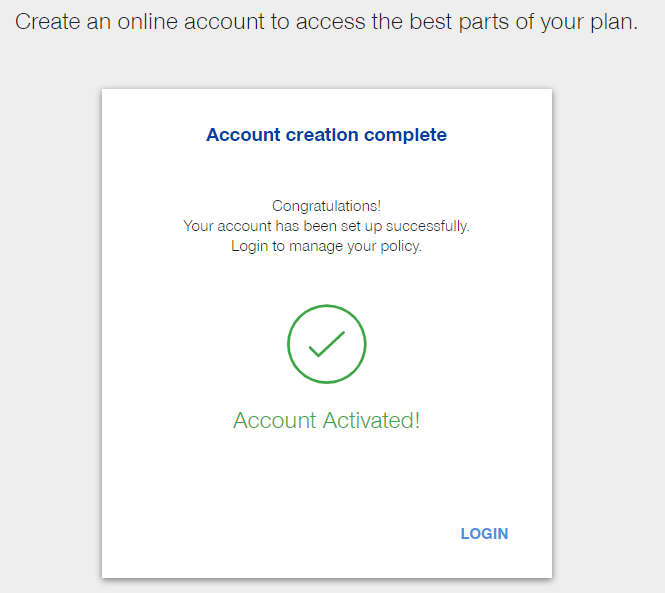 Create an online account to access the best parts of your plan.
Account creation complete
Congratulations!
Your account has been set up successfully.
Login to manage your policy.
Account Activated!
LOGIN